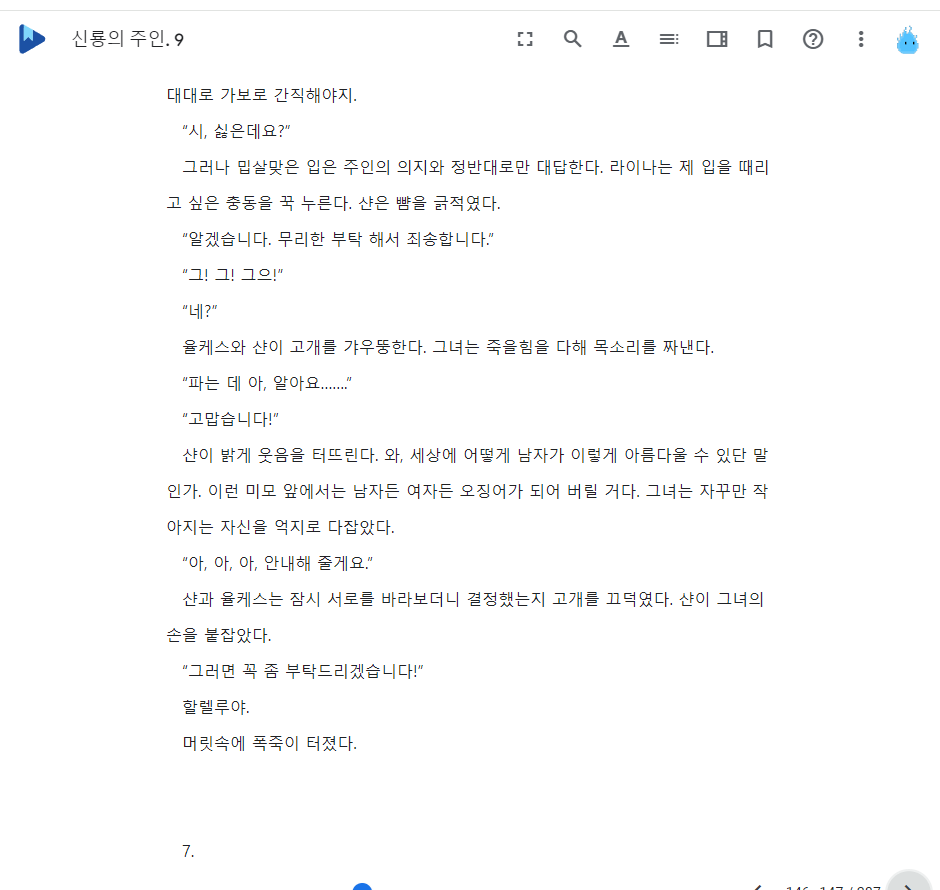 신룡의 주인. 9
대대로 가보로 간직해야지.
“시, 싫은데요?”
그러나 밉살맞은 입은 주인의 의지와 정반대로만 대답한다. 라이나는 제 입을 때리
고 싶은 충동을 꾹 누른다. 샨은 뺨을 긁적였다.
“알겠습니다. 무리한 부탁 해서 죄송합니다.”
“그! 그! 그으!”
“네?”
율케스와 샨이 고개를 갸우뚱한다. 그녀는 죽을힘을 다해 목소리를 짜낸다.
“파는 데 아, 알아요.......”
“고맙습니다!”
샨이 밝게 웃음을 터뜨린다. 와, 세상에 어떻게 남자가 이렇게 아름다울 수 있단 말
인가. 이런 미모 앞에서는 남자든 여자든 오징어가 되어 버릴 거다. 그녀는 자꾸만 작
아지는 자신을 억지로 다잡았다.
“아, 아, 아, 안내해 줄게요.”
샨과 율케스는 잠시 서로를 바라보더니 결정했는지 고개를 끄덕였다. 샨이 그녀의
손을 붙잡았다.
“그러면 꼭 좀 부탁드리겠습니다!”
할렐루야.
머릿속에 폭죽이 터졌다.
7.